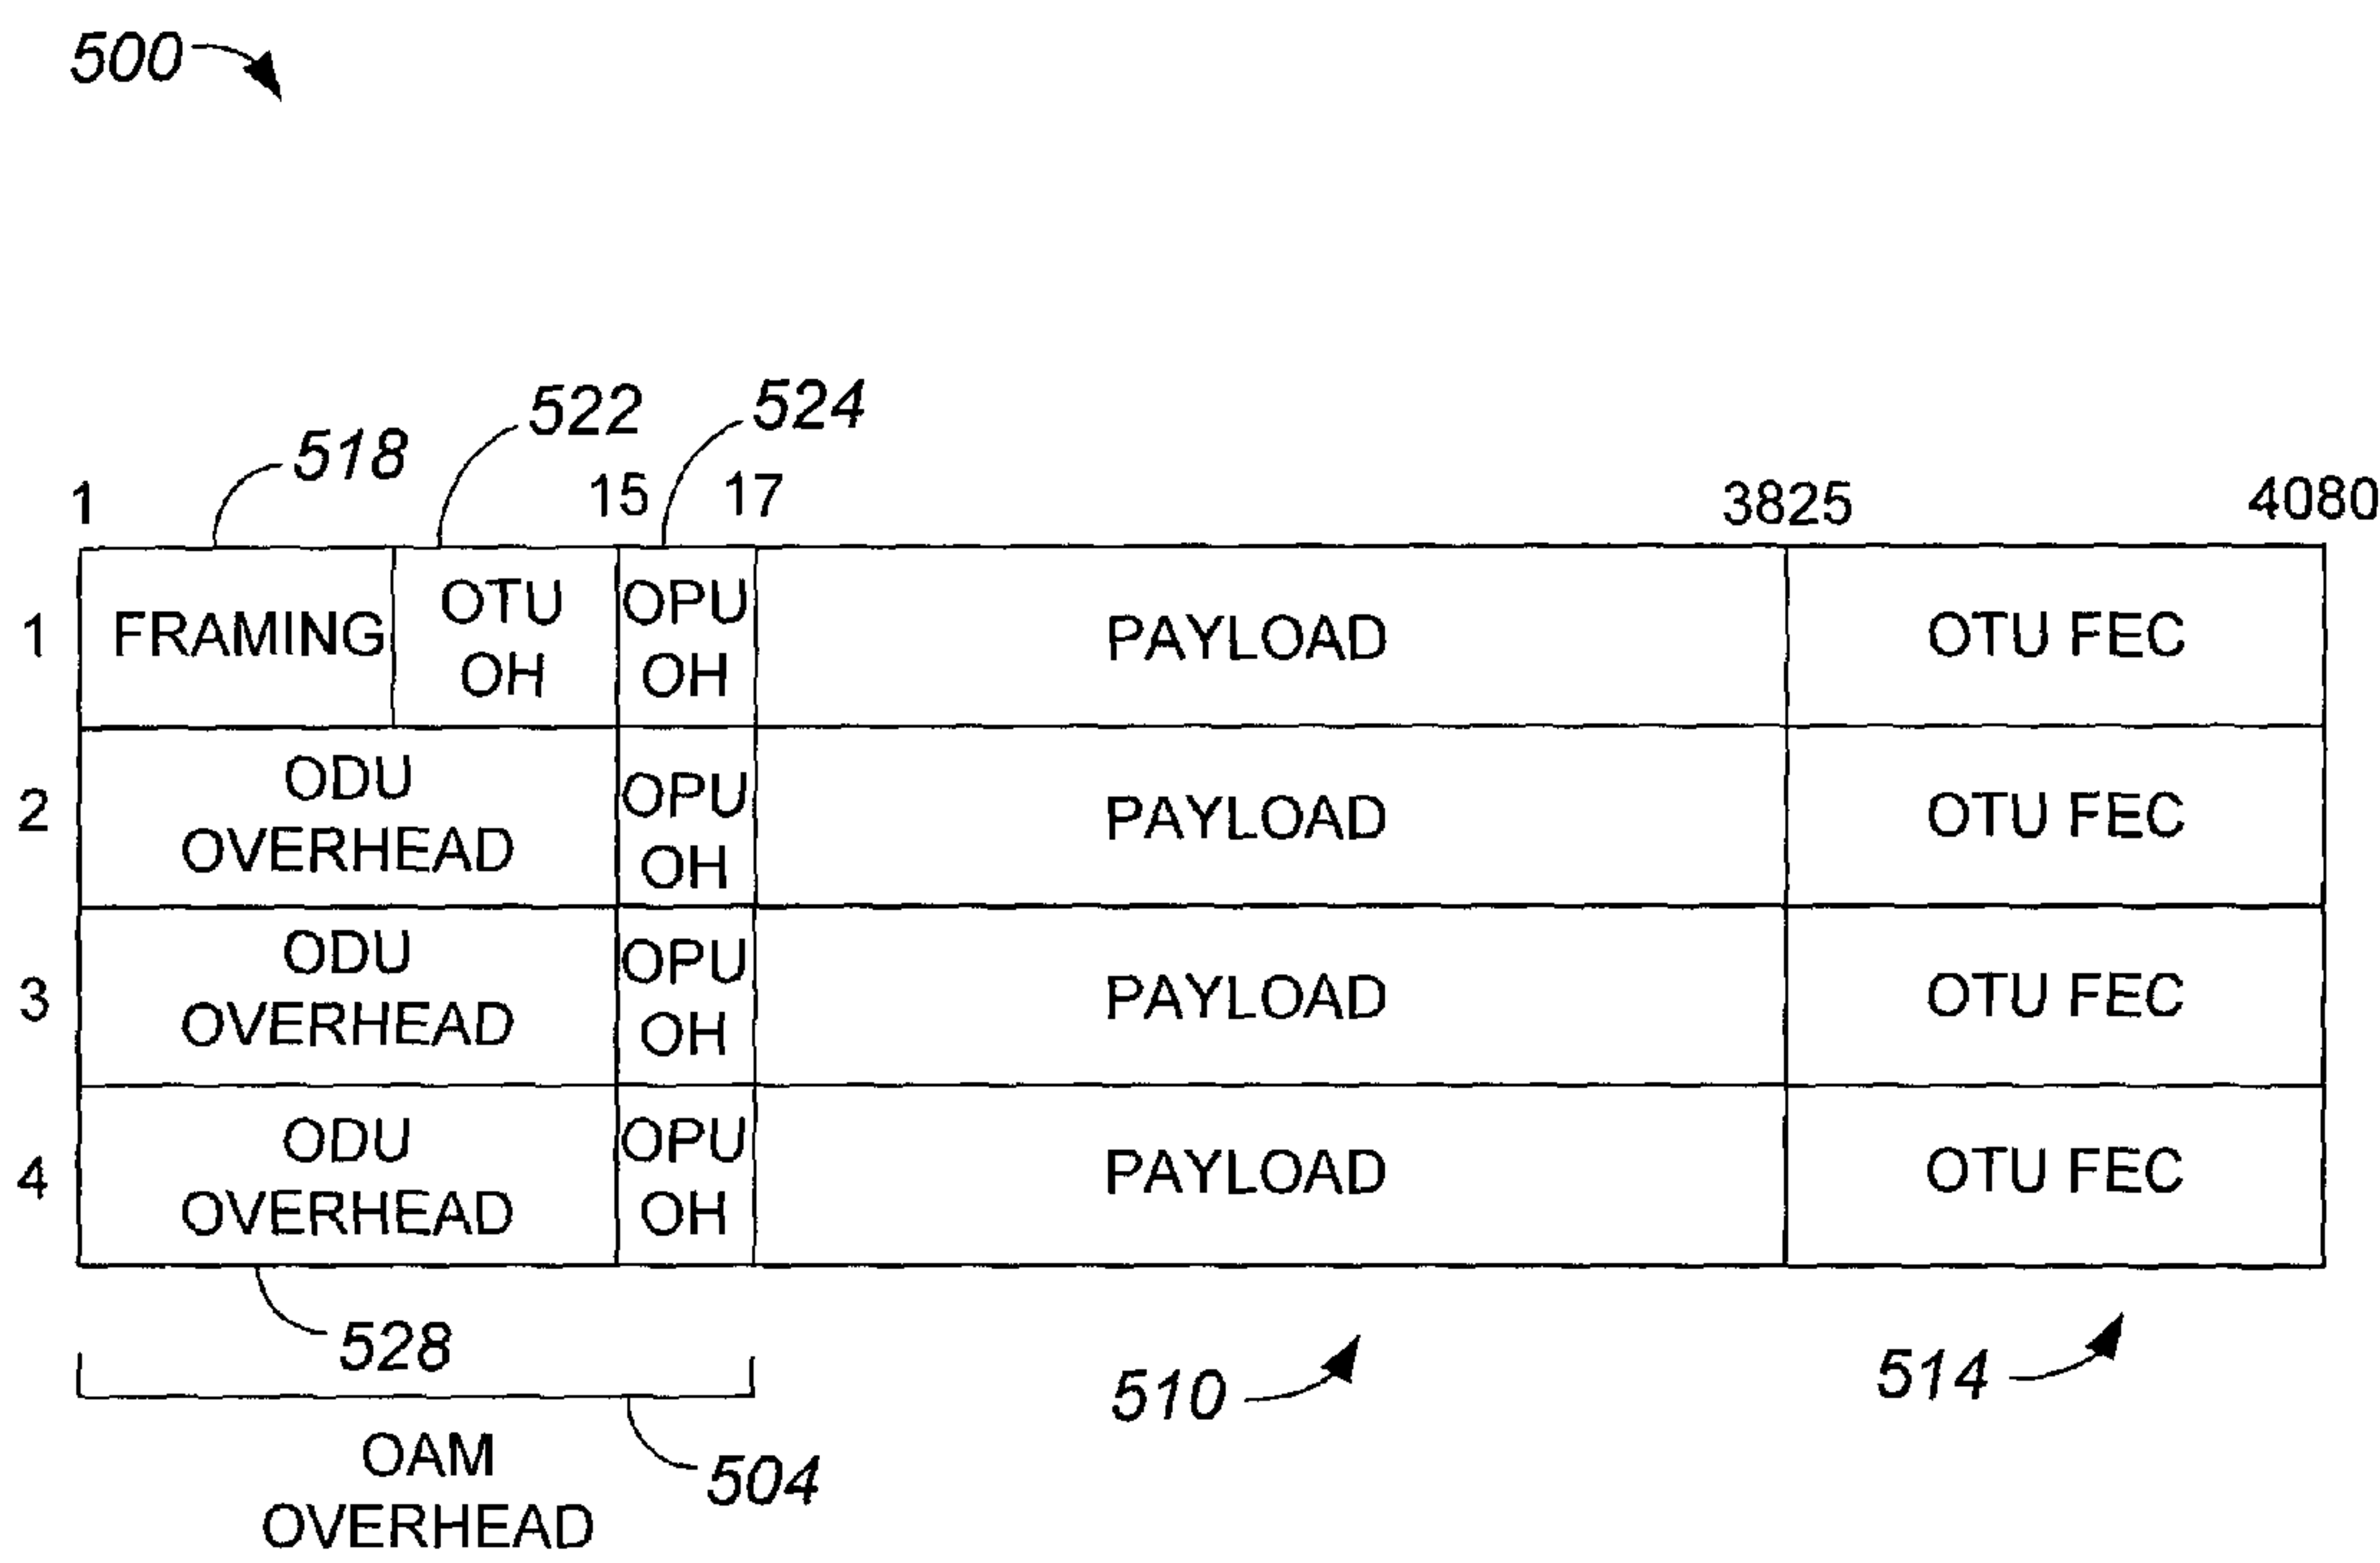 500
518 522 524
1 15 17 3825 4080
1 FRAMING OTU OH OPU OH PAYLOAD OTU FEC
2 ODU OVERHEAD OPU OH PAYLOAD OTU FEC
3 ODU OVERHEAD OPU OH PAYLOAD OTU FEC
4 ODU OVERHEAD OPU OH PAYLOAD OTU FEC
528
510 514
OAM
OVERHEAD
504